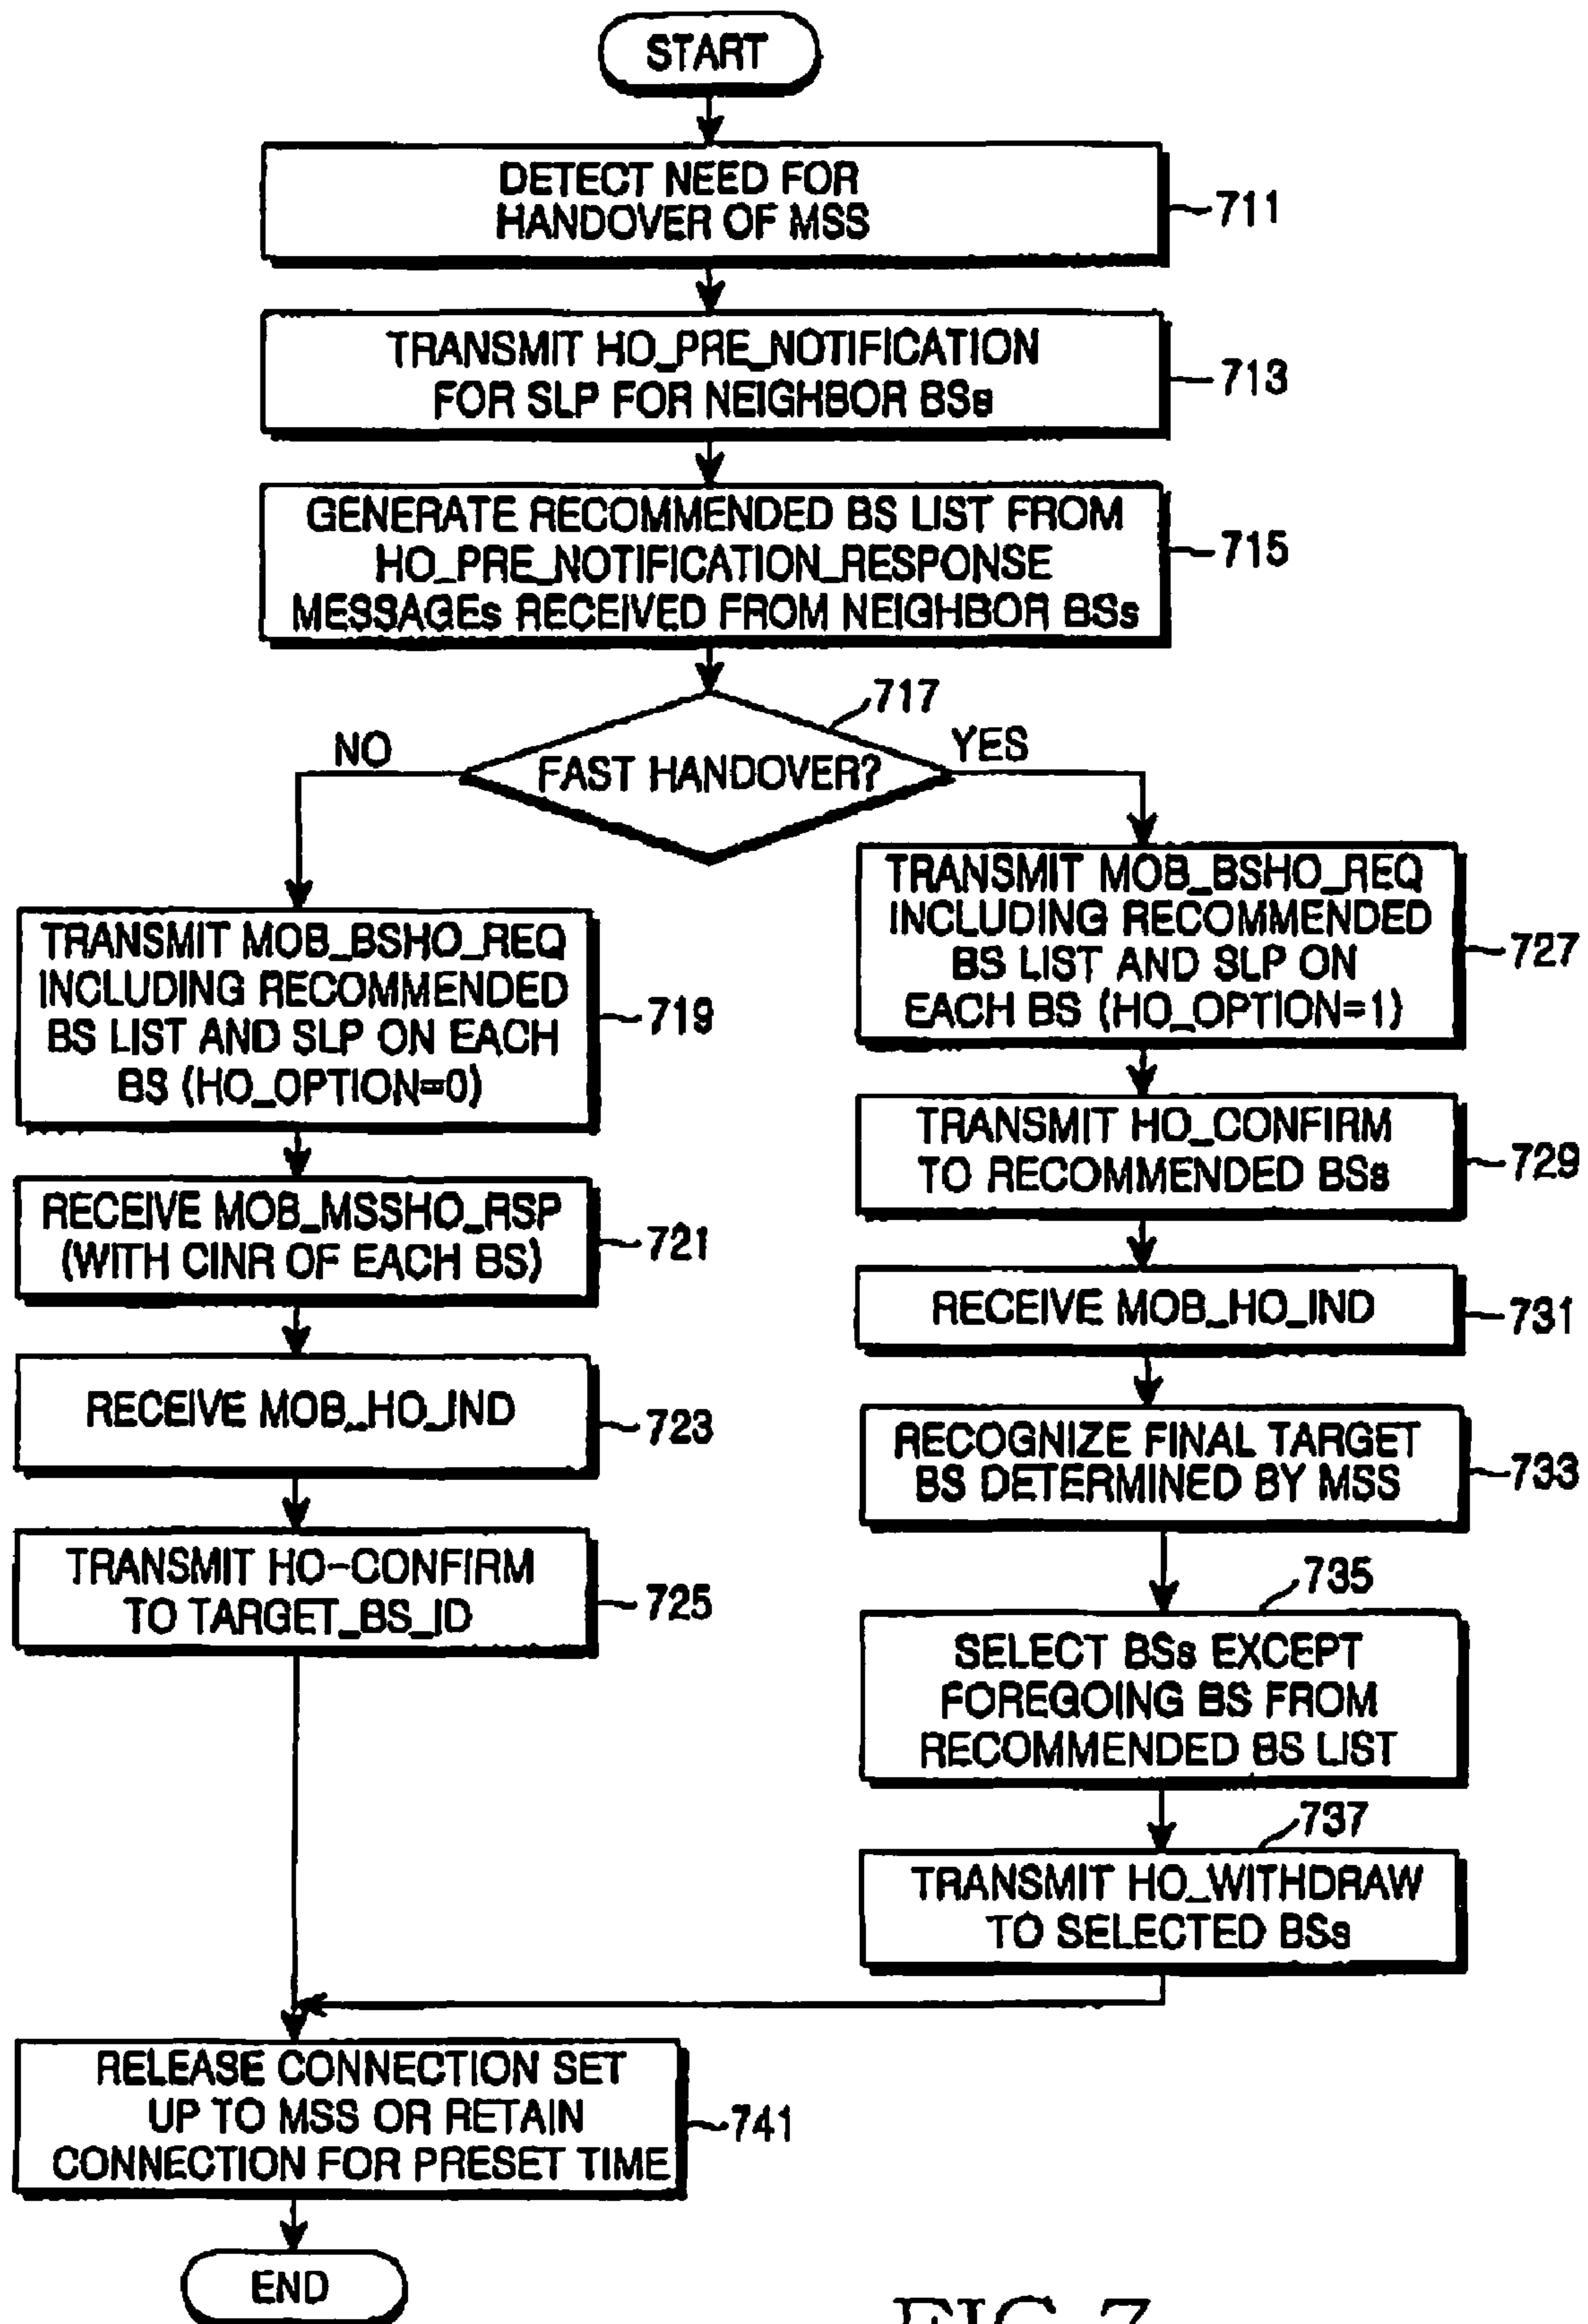 START
DETECT NEED FOR
HANDOVER OF MSS
711
TRANSMIT HO_PRE_NOTIFICATION
FOR SLP FOR NEIGHBOR BSs
713
GENERATE RECOMMENDED BS LIST FROM
HO_PRE_NOTIFICATION_RESPONSE
MESSAGEs RECEIVED FROM NEIGHBOR BSs
715
717
FAST HANDOVER?
NO
YES
TRANSMIT MOB_BSHO_REQ
INCLUDING RECOMMENDED
BS LIST AND SLP ON EACH
BS (HO_OPTION=0)
719
RECEIVE MOB_MSSHO_RSP
(WITH CINR OF EACH BS)
721
RECEIVE MOB_HO_IND
723
TRANSMIT HO-CONFIRM
TO TARGET_BS_ID
725
TRANSMIT MOB_BSHO_REQ
INCLUDING RECOMMENDED
BS LIST AND SLP ON
EACH BS (HO_OPTION=1)
727
TRANSMIT HO_CONFIRM
TO RECOMMENDED BSs
729
RECEIVE MOB_HO_IND
731
RECOGNIZE FINAL TARGET
BS DETERMINED BY MSS
733
735
SELECT BSs EXCEPT
FOREGOING BS FROM
RECOMMENDED BS LIST
737
TRANSMIT HO_WITHDRAW
TO SELECTED BSs
RELEASE CONNECTION SET
UP TO MSS OR RETAIN
CONNECTION FOR PRESET TIME
741
END
FIG. 7